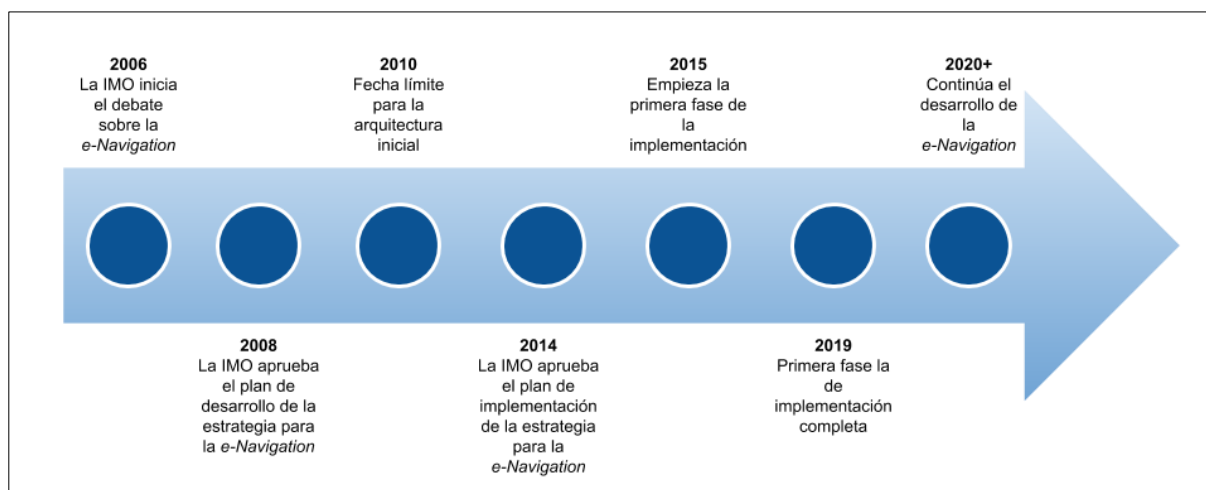 2006
La IMO inicia
el debate
sobre la
e-Navigation
2008
La IMO aprueba
el plan de
desarrollo de la
estrategia para
la e-Navigation
2010
Fecha límite
para la
arquitectura
inicial
2014
La IMO aprueba
el plan de
implementación
de la estrategia
para la
e-Navigation
2015
Empieza la
primera fase de
la
implementación
2019
Primera fase la
de
implementación
completa
2020+
Continúa el
desarrollo de
la
e-Navigation